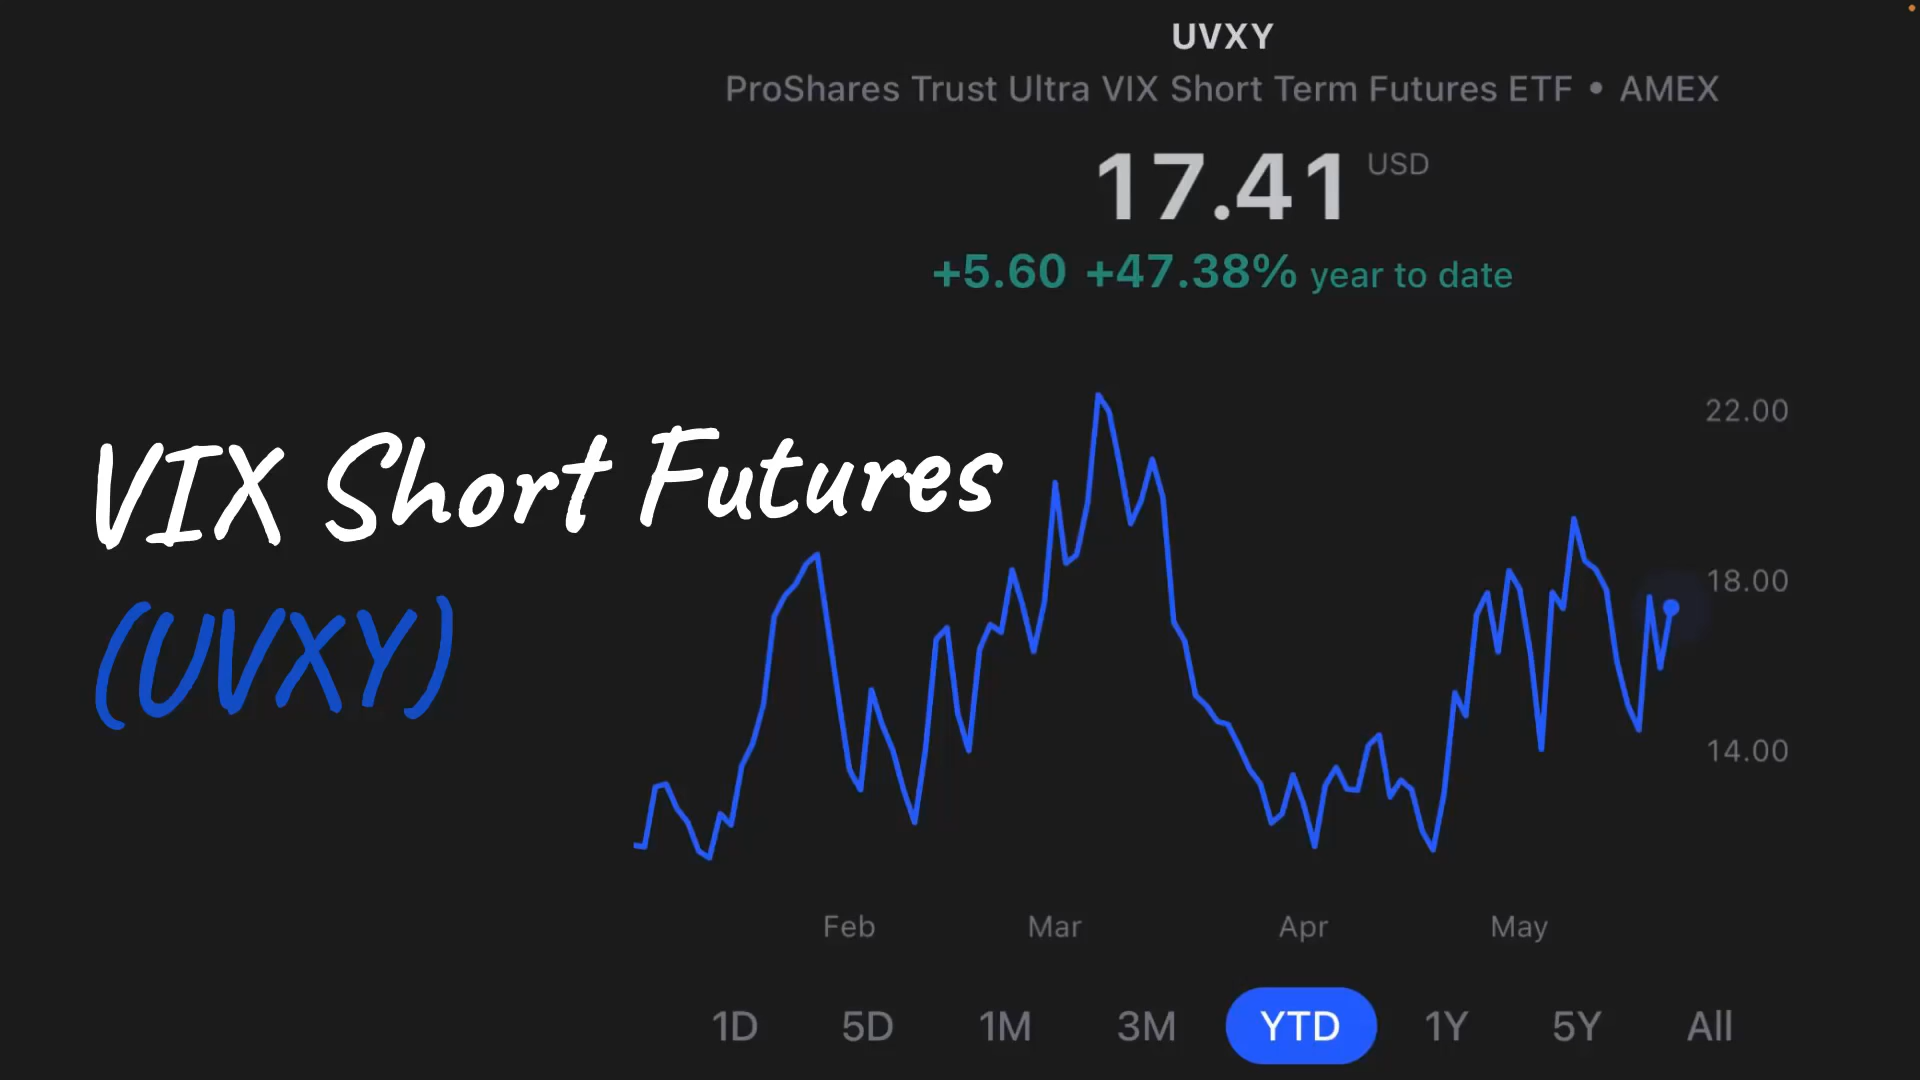 UVXY
ProShares Trust Ultra VIX Short Term Futures ETF • AMEX
17.41 USD
+5.60 +47.38% year to date
22.00
VIX Short Futures
18.00
(UVXY)
14.00
Feb Mar Apr May
1D 5D 1M 3M YTD 1Y 5Y All